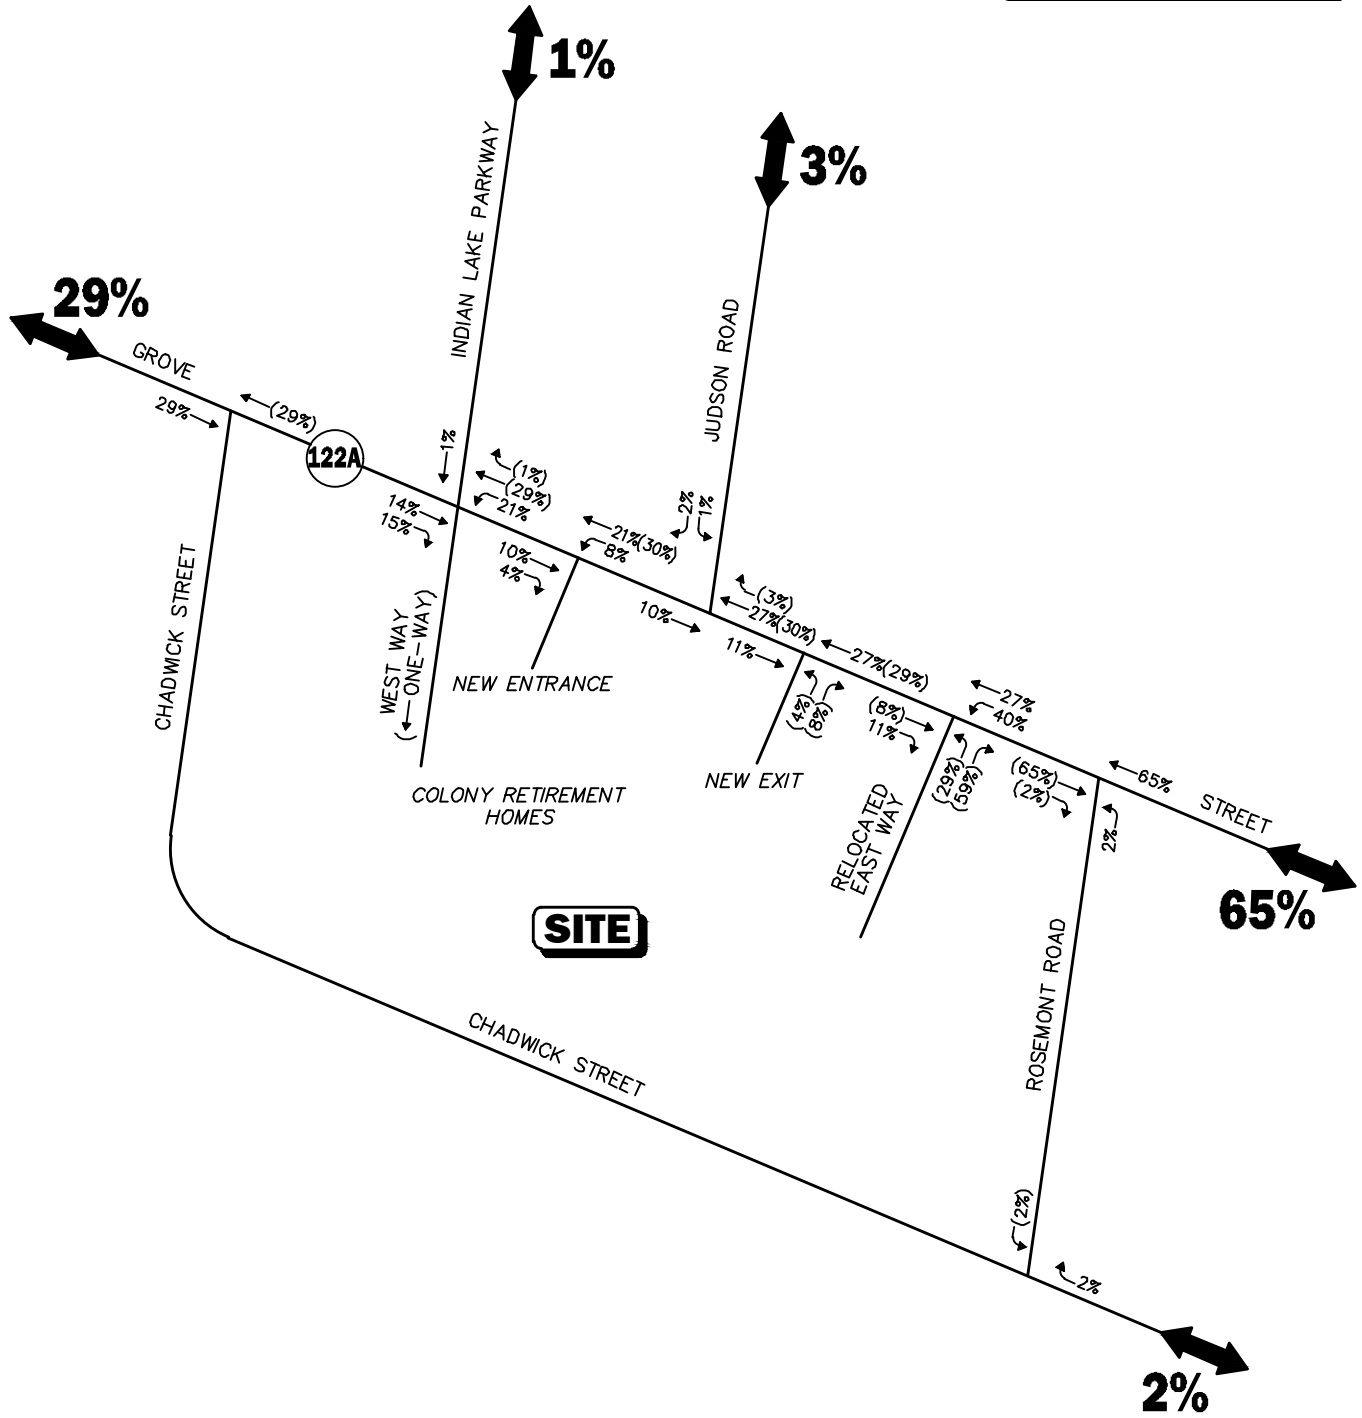 1%
3%
29%
INDIAN LAKE PARKWAY
JUDSON ROAD
GROVE
29%
(29%)
122A
1%
(1%)
(29%)
21%
14%
15%
2%
1%
21%(30%)
8%
10%
4%
10%
(3%)
27%(30%)
11%
27%(29%)
27%
40%
CHADWICK STREET
WEST WAY
(ONE-WAY)
NEW ENTRANCE
(4%)
(8%)
(8%)
11%
NEW EXIT
(29%)
(59%)
(65%)
(2%)
65%
2%
STREET
COLONY RETIREMENT
HOMES
RELOCATED
EAST WAY
65%
SITE
ROSEMONT ROAD
CHADWICK STREET
(2%)
2%
2%